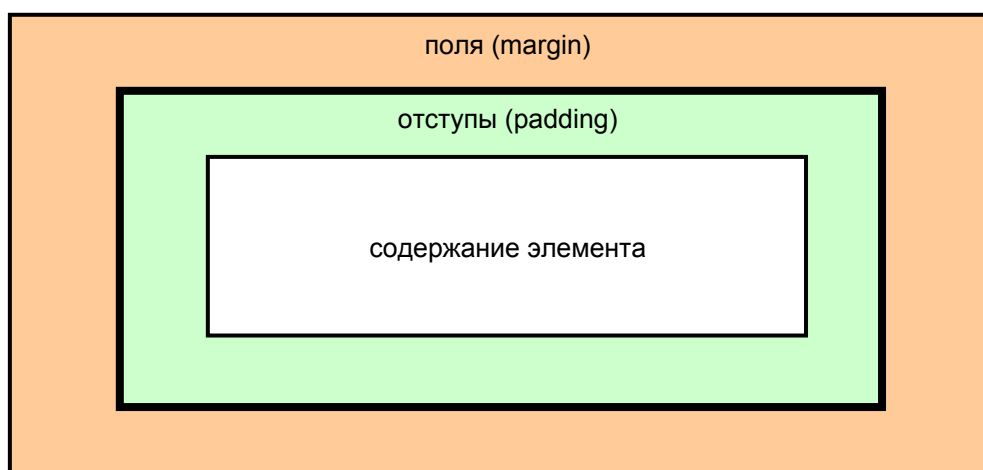 поля (margin)
отступы (padding)
содержание элемента